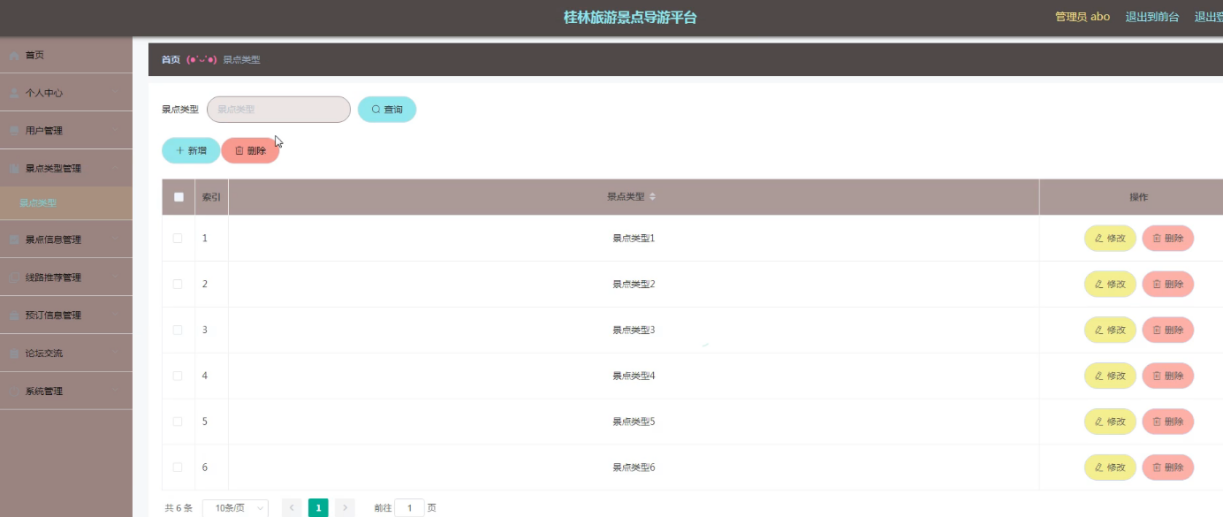 桂林旅游景点导游平台
管理员 abo 退出到前台 退出登
首页
个人中心
用户管理
景点类型管理
景点类型
景点信息管理
线路推荐管理
预订信息管理
论坛交流
系统管理
首页 (●'◡'●) 景点类型
景点类型 景点类型 查询
+ 新增 删除
索引 景点类型 操作
1 景点类型1 修改 删除
2 景点类型2 修改 删除
3 景点类型3 修改 删除
4 景点类型4 修改 删除
5 景点类型5 修改 删除
6 景点类型6 修改 删除
共 6 条 10条/页 < 1 > 前往 1 页